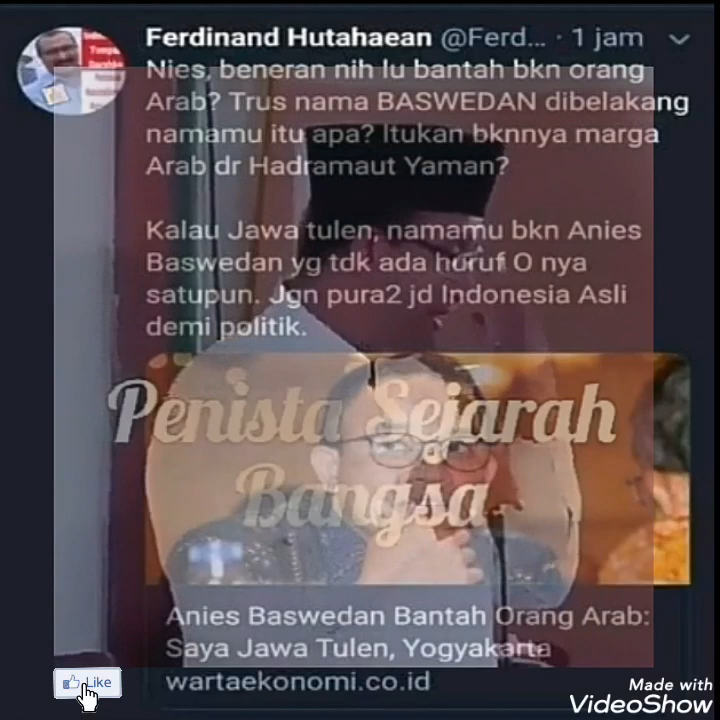 Ferdinand Hutahaean @Ferd... · 1 jam
Nies, beneran nih lu bantah bkn orang
Arab? Trus nama BASWEDAN dibelakang
namamu itu apa? Itukan bknnya marga
Arab dr Hadramaut Yaman?
Kalau Jawa tulen, namamu bkn Anies
Baswedan yg tdk ada huruf O nya
satupun. Jgn pura2 jd Indonesia Asli
demi politik.
Penista Sejarah
Bangsa
Anies Baswedan Bantah Orang Arab:
Saya Jawa Tulen, Yogyakarta
wartaekonomi.co.id
Like
Made with
VideoShow